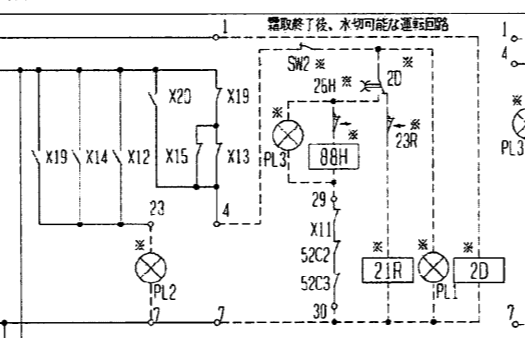 霜取終了後、水切可能な運転回路
1
1
4
SW2 ※
※
26H ※
2D
X20
X19
※
※
※
※
23R
PL3
88H
PL3
X19
X14
X12
X15
X13
23
4
29
X11
※
52C2
※
※
PL2
21R
PL1
2D
52C3
30
7
7
7